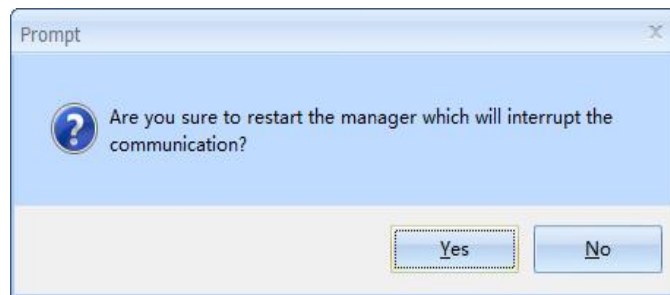 Prompt
Are you sure to restart the manager which will interrupt the
communication?
Yes
No